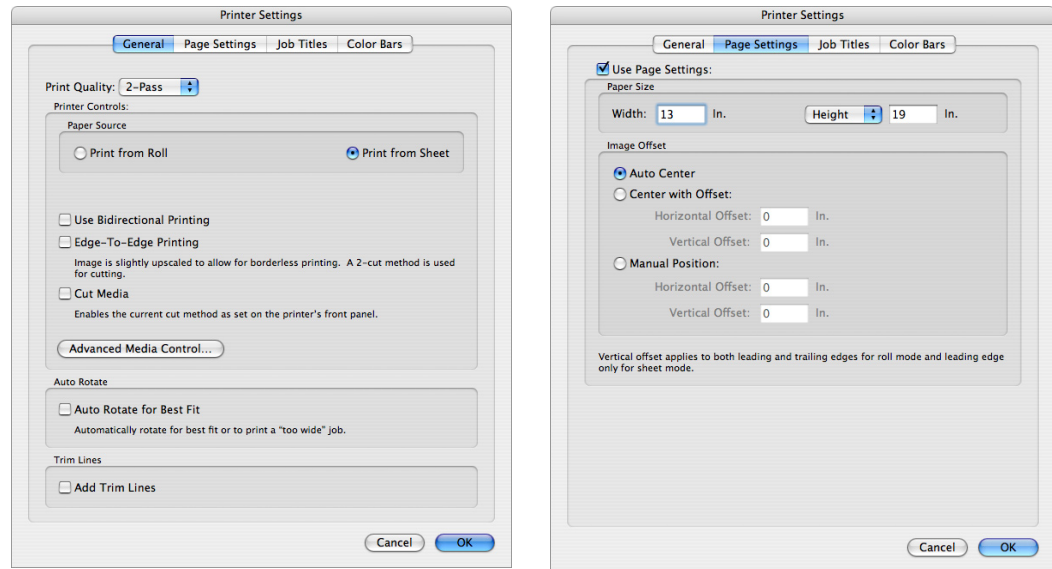 Printer Settings
General Page Settings Job Titles Color Bars
Print Quality: 2-Pass
Printer Controls:
Paper Source
Print from Roll Print from Sheet
Use Bidirectional Printing
Edge-To-Edge Printing
Image is slightly upscaled to allow for borderless printing. A 2-cut method is used
for cutting.
Cut Media
Enables the current cut method as set on the printer's front panel.
Advanced Media Control...
Auto Rotate
Auto Rotate for Best Fit
Automatically rotate for best fit or to print a "too wide" job.
Trim Lines
Add Trim Lines
Cancel OK
Printer Settings
General Page Settings Job Titles Color Bars
Use Page Settings:
Paper Size
Width: 13 In. Height 19 In.
Image Offset
Auto Center
Center with Offset:
Horizontal Offset: 0 In.
Vertical Offset: 0 In.
Manual Position:
Horizontal Offset: 0 In.
Vertical Offset: 0 In.
Vertical offset applies to both leading and trailing edges for roll mode and leading edge
only for sheet mode.
Cancel OK